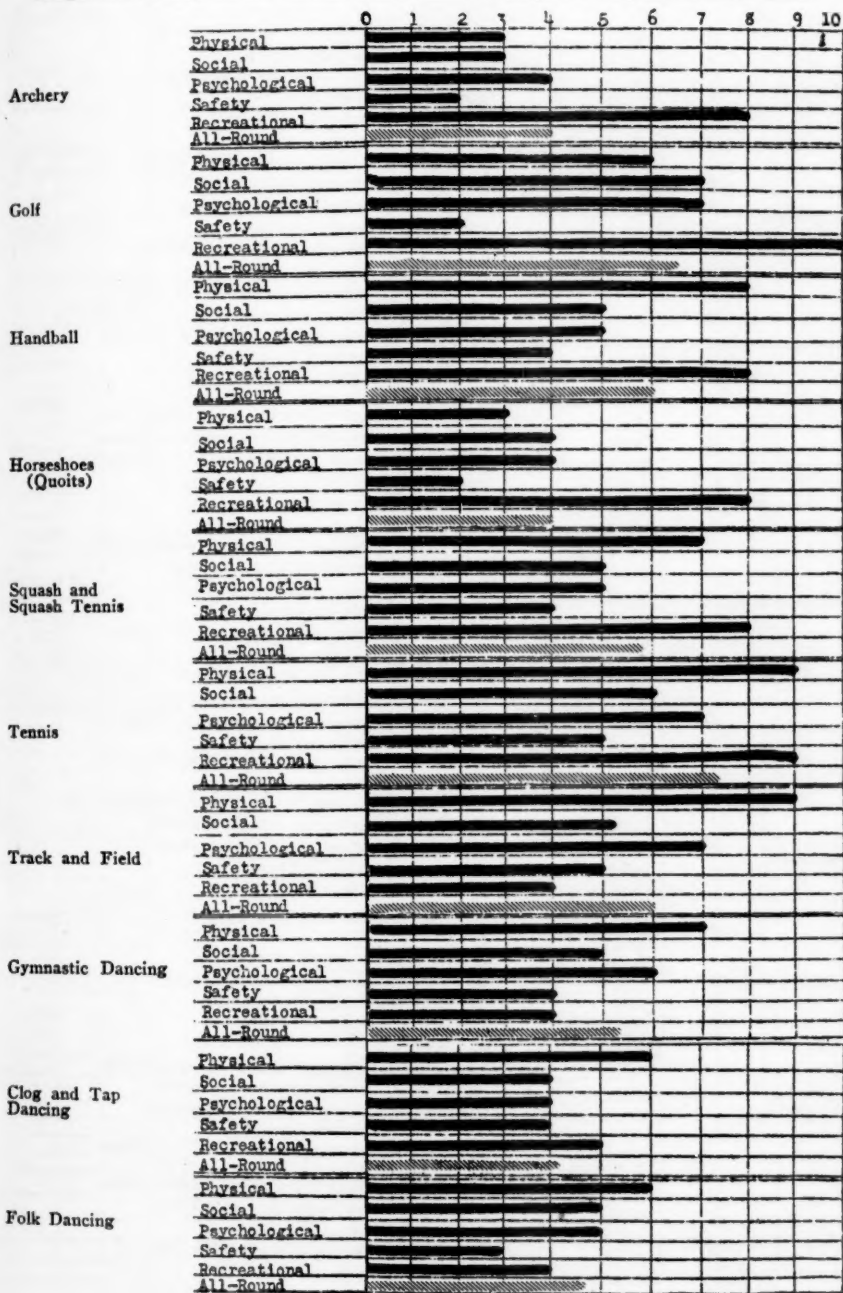 0 1 2 3 4 5 6 7 8 9 10
Archery
Physical
Social
Psychological
Safety
Recreational
All-Round
Golf
Physical
Social
Psychological
Safety
Recreational
All-Round
Handball
Physical
Social
Psychological
Safety
Recreational
All-Round
Horseshoes
(Quoits)
Physical
Social
Psychological
Safety
Recreational
All-Round
Squash and
Squash Tennis
Physical
Social
Psychological
Safety
Recreational
All-Round
Tennis
Physical
Social
Psychological
Safety
Recreational
All-Round
Track and Field
Physical
Social
Psychological
Safety
Recreational
All-Round
Gymnastic Dancing
Physical
Social
Psychological
Safety
Recreational
All-Round
Clog and Tap
Dancing
Physical
Social
Psychological
Safety
Recreational
All-Round
Folk Dancing
Physical
Social
Psychological
Safety
Recreational
All-Round